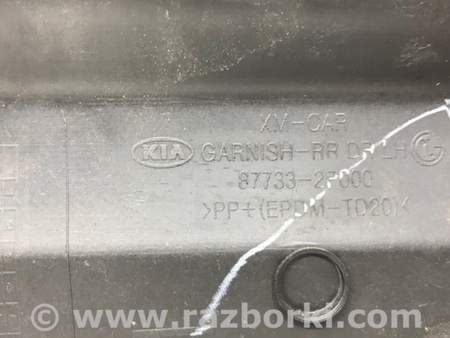 XM-CAR
KIA GARNISH-RR DR LH G
87733-2P000
>PP+(EPDM-TD20)<
www.razborki.com